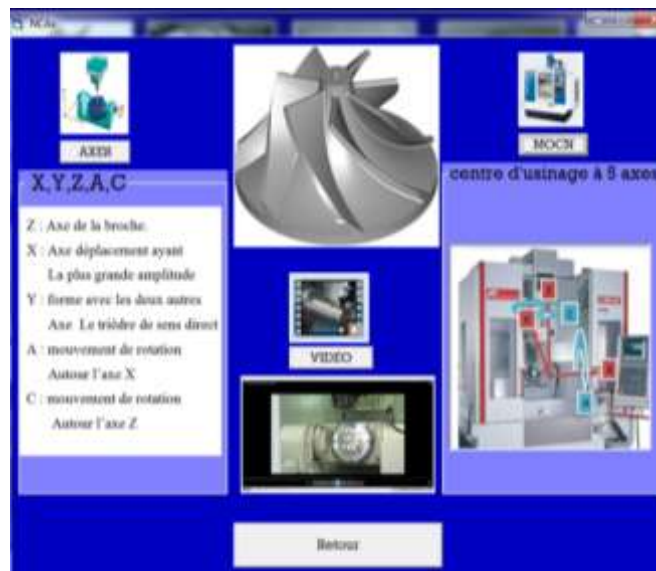 AXES
X,Y,Z,A,C
Z : Axe de la broche.
X : Axe déplacement ayant
La plus grande amplitude
Y : forme avec les deux autres
Axe Le trièdre de sens direct
A : mouvement de rotation
Autour l'axe X
C : mouvement de rotation
Autour l'axe Z
VIDEO
MOCN
centre d'usinage à 5 axes
Retour